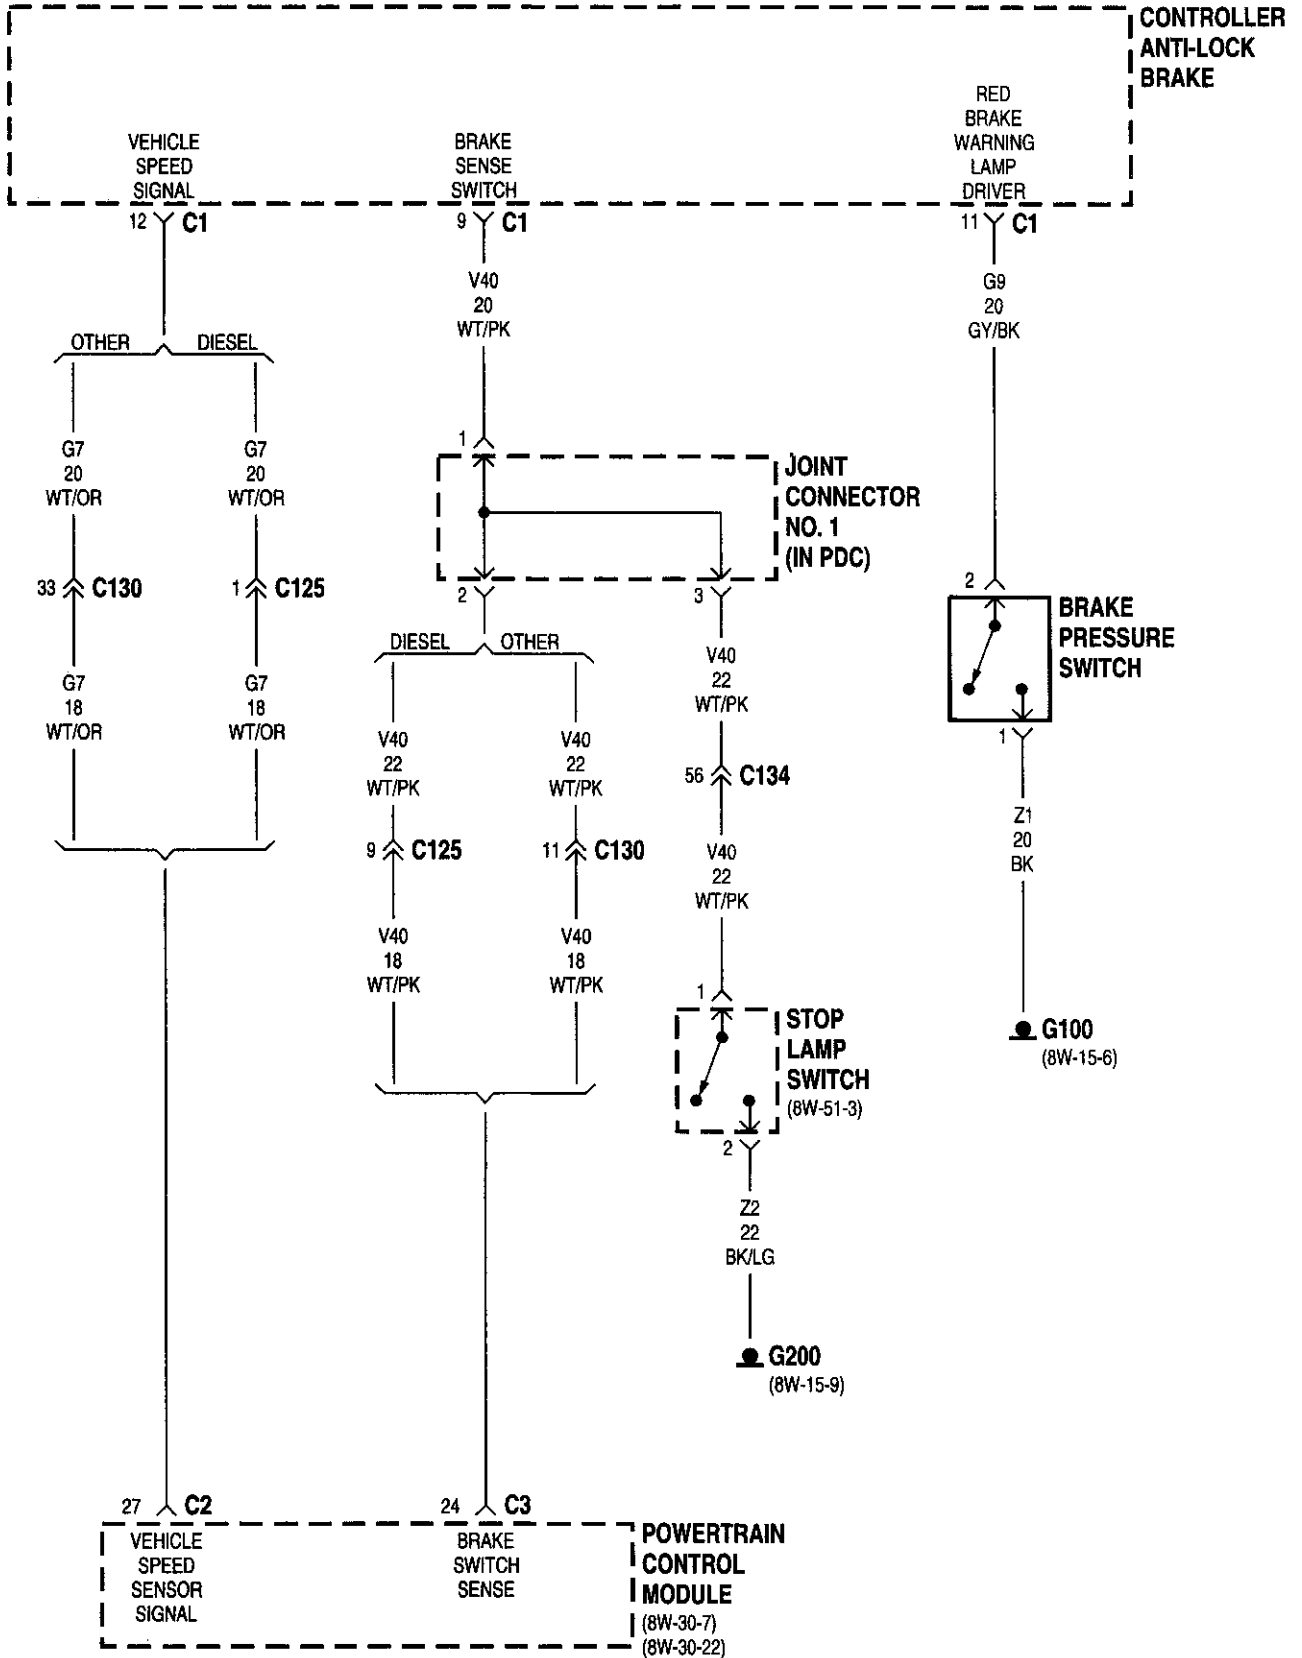 CONTROLLER
ANTI-LOCK
BRAKE
VEHICLE
SPEED
SIGNAL
BRAKE
SENSE
SWITCH
RED
BRAKE
WARNING
LAMP
DRIVER
12 C1
9 C1
11 C1
V40
20
WT/PK
G9
20
GY/BK
OTHER DIESEL
G7
20
WT/OR
G7
20
WT/OR
1
JOINT
CONNECTOR
NO. 1
(IN PDC)
33 C130
1 C125
2
3
2
BRAKE
PRESSURE
SWITCH
1
DIESEL OTHER
G7
18
WT/OR
G7
18
WT/OR
V40
22
WT/PK
V40
22
WT/PK
V40
22
WT/PK
56 C134
9 C125
11 C130
V40
22
WT/PK
Z1
20
BK
V40
18
WT/PK
V40
18
WT/PK
1
STOP
LAMP
SWITCH
(8W-51-3)
G100
(8W-15-6)
2
Z2
22
BK/LG
G200
(8W-15-9)
27 C2
24 C3
VEHICLE
SPEED
SENSOR
SIGNAL
BRAKE
SWITCH
SENSE
POWERTRAIN
CONTROL
MODULE
(8W-30-7)
(8W-30-22)